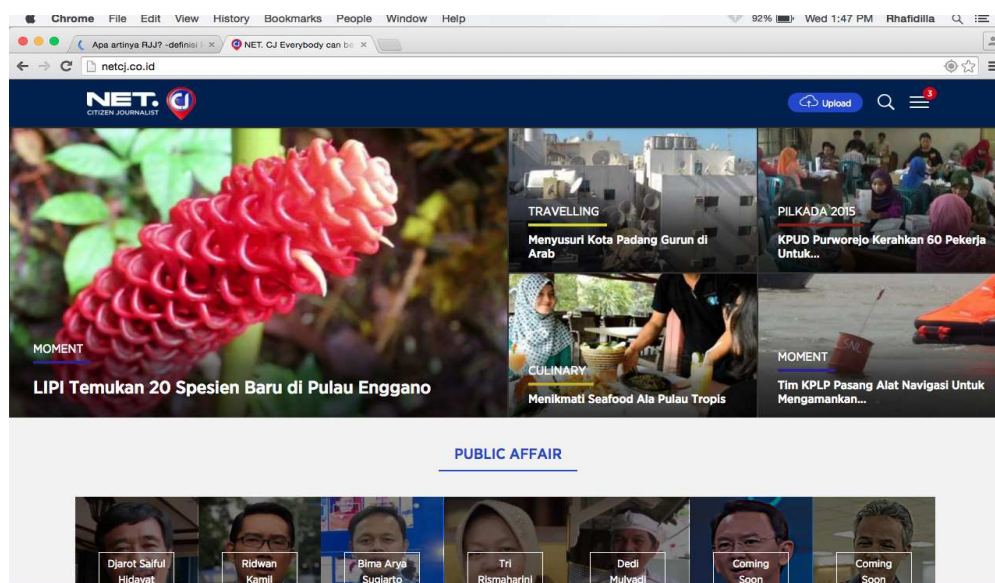 Chrome File Edit View History Bookmarks People Window Help
92% Wed 1:47 PM Rhafidilla
Apa artinya RJJ? -definisi
NET. CJ Everybody can be
netcj.co.id
NET. CJ
CITIZEN JOURNALIST
Upload
3
TRAVELLING
Menyusuri Kota Padang Gurun di
Arab
PILKADA 2015
KPUD Purworejo Kerahkan 60 Pekerja
Untuk...
MOMENT
LIPI Temukan 20 Spesien Baru di Pulau Enggano
CULINARY
Menikmati Seafood Ala Pulau Tropis
SNL
MOMENT
Tim KPLP Pasang Alat Navigasi Untuk
Mengamankan...
PUBLIC AFFAIR
Djarot Saiful
Hidayat
Ridwan
Kamil
Bima Arya
Sugiarto
Tri
Rismaharini
Dedi
Mulyadi
Coming
Soon
Coming
Soon